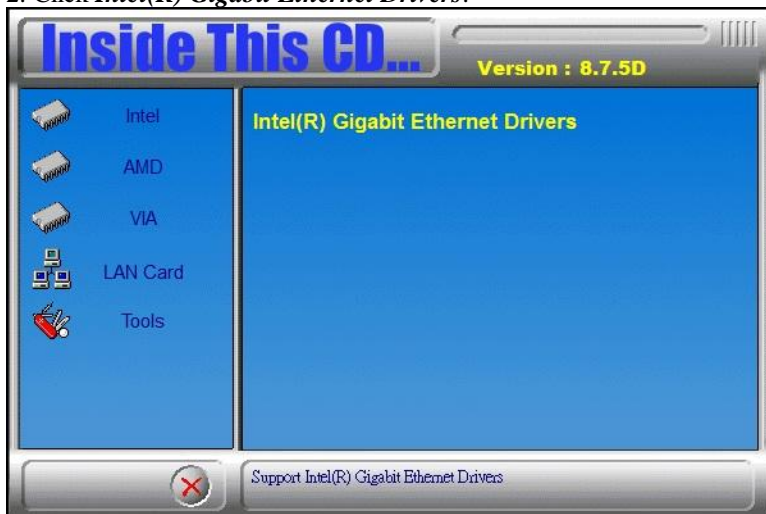 2. Click Intel(R) Gigabit Ethernet Drivers.
Inside This CD...
Version : 8.7.5D
Intel
AMD
VIA
LAN Card
Tools
Intel(R) Gigabit Ethernet Drivers
Support Intel(R) Gigabit Ethernet Drivers